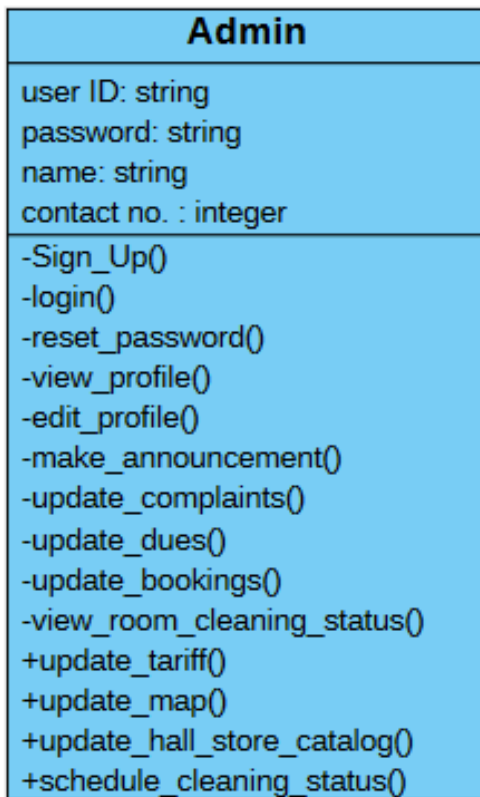 Admin
user ID: string
password: string
name: string
contact no. : integer
-Sign_Up()
-login()
-reset_password()
-view_profile()
-edit_profile()
-make_announcement()
-update_complaints()
-update_dues()
-update_bookings()
-view_room_cleaning_status()
+update_tariff()
+update_map()
+update_hall_store_catalog()
+schedule_cleaning_status()